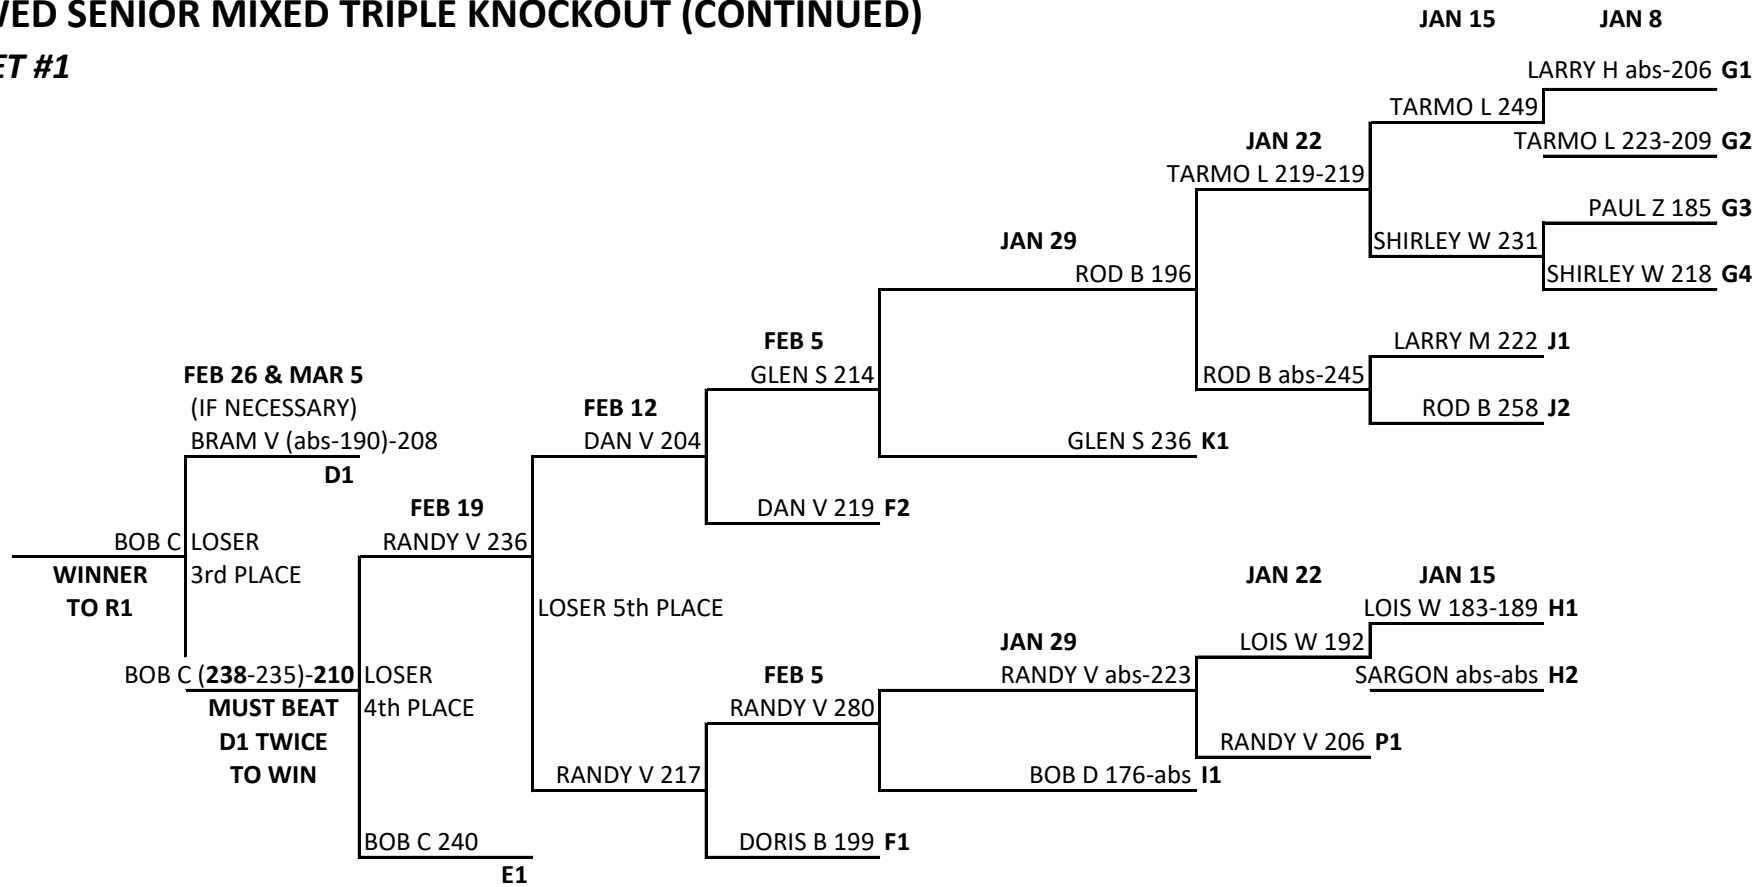 WED SENIOR MIXED TRIPLE KNOCKOUT (CONTINUED)
JAN 15 JAN 8
ET #1
LARRY H abs-206 G1
TARMO L 249
JAN 22 TARMO L 223-209 G2
TARMO L 219-219
PAUL Z 185 G3
JAN 29 SHIRLEY W 231
ROD B 196 SHIRLEY W 218 G4
FEB 5 LARRY M 222 J1
FEB 26 & MAR 5 GLEN S 214 ROD B abs-245
(IF NECESSARY) FEB 12 ROD B 258 J2
BRAM V (abs-190)-208 DAN V 204 GLEN S 236 K1
D1
FEB 19 DAN V 219 F2
BOB C LOSER RANDY V 236
WINNER 3rd PLACE JAN 22 JAN 15
TO R1 LOSER 5th PLACE LOIS W 183-189 H1
JAN 29 LOIS W 192
BOB C (238-235)-210 LOSER FEB 5 RANDY V abs-223 SARGON abs-abs H2
MUST BEAT 4th PLACE RANDY V 280
D1 TWICE RANDY V 206 P1
TO WIN RANDY V 217 BOB D 176-abs I1
BOB C 240 DORIS B 199 F1
E1